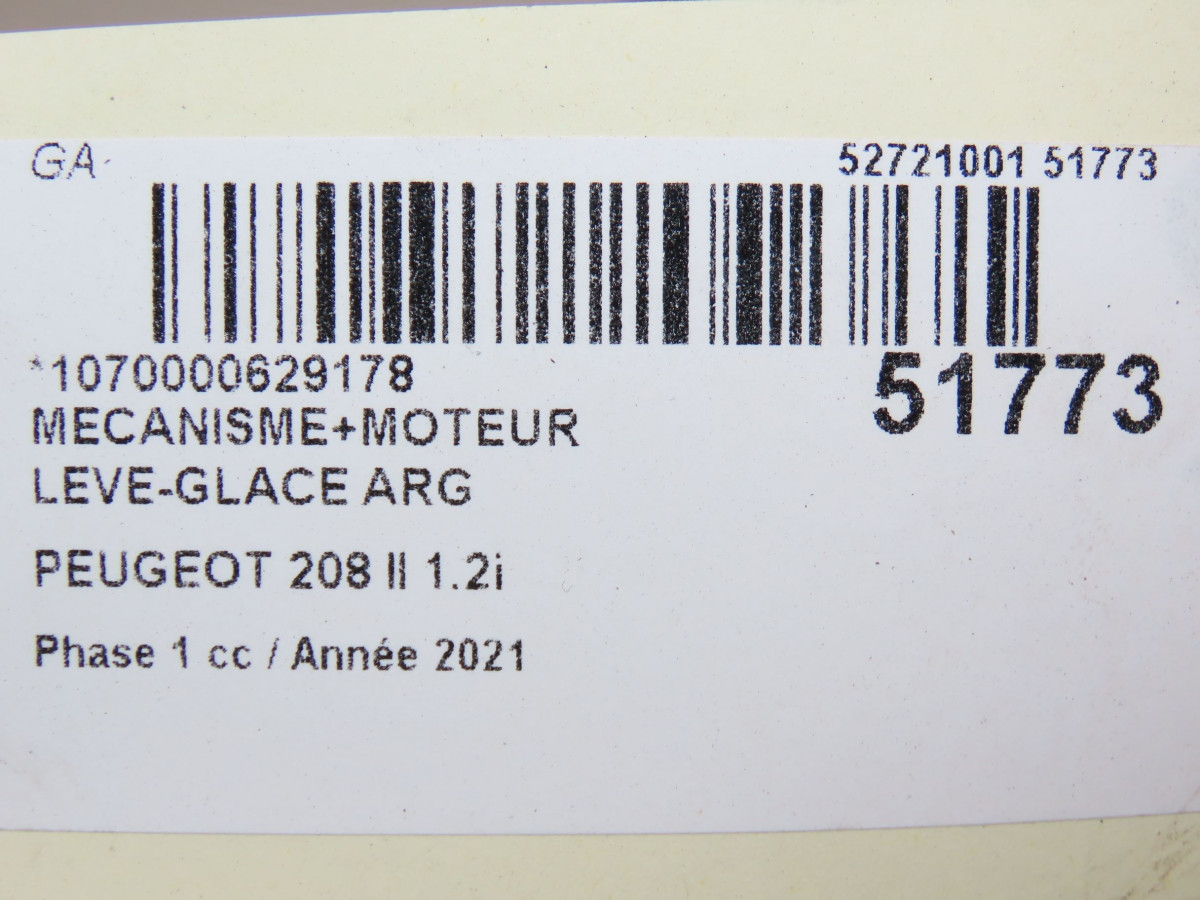 GA
52721001 51773
*1070000629178
51773
MECANISME+MOTEUR
LEVE-GLACE ARG
PEUGEOT 208 II 1.2i
Phase 1 cc / Année 2021